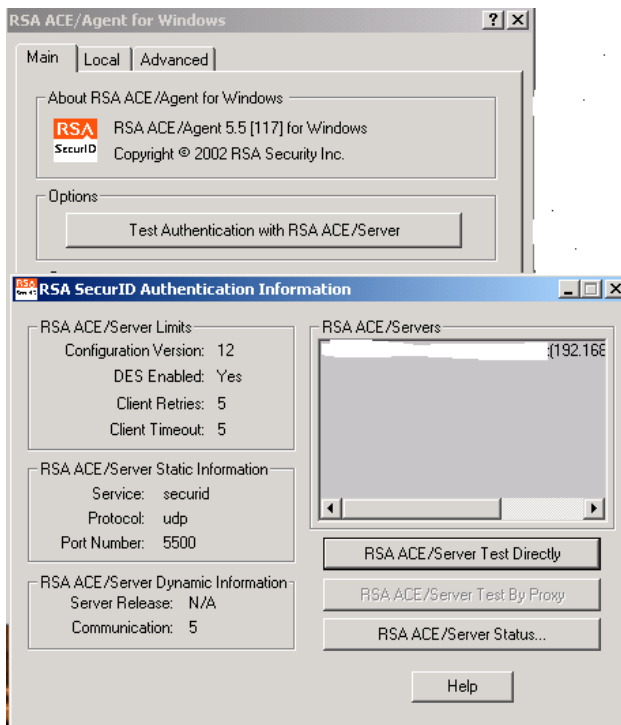 RSA ACE/Agent for Windows
Main Local Advanced
About RSA ACE/Agent for Windows
RSA SecurID
RSA ACE/Agent 5.5 [117] for Windows
Copyright © 2002 RSA Security Inc.
Options
Test Authentication with RSA ACE/Server
RSA SecurID Authentication Information
RSA ACE/Server Limits
Configuration Version: 12
DES Enabled: Yes
Client Retries: 5
Client Timeout: 5
RSA ACE/Server Static Information
Service: securid
Protocol: udp
Port Number: 5500
RSA ACE/Server Dynamic Information
Server Release: N/A
Communication: 5
RSA ACE/Servers
:(192.168
RSA ACE/Server Test Directly
RSA ACE/Server Test By Proxy
RSA ACE/Server Status...
Help